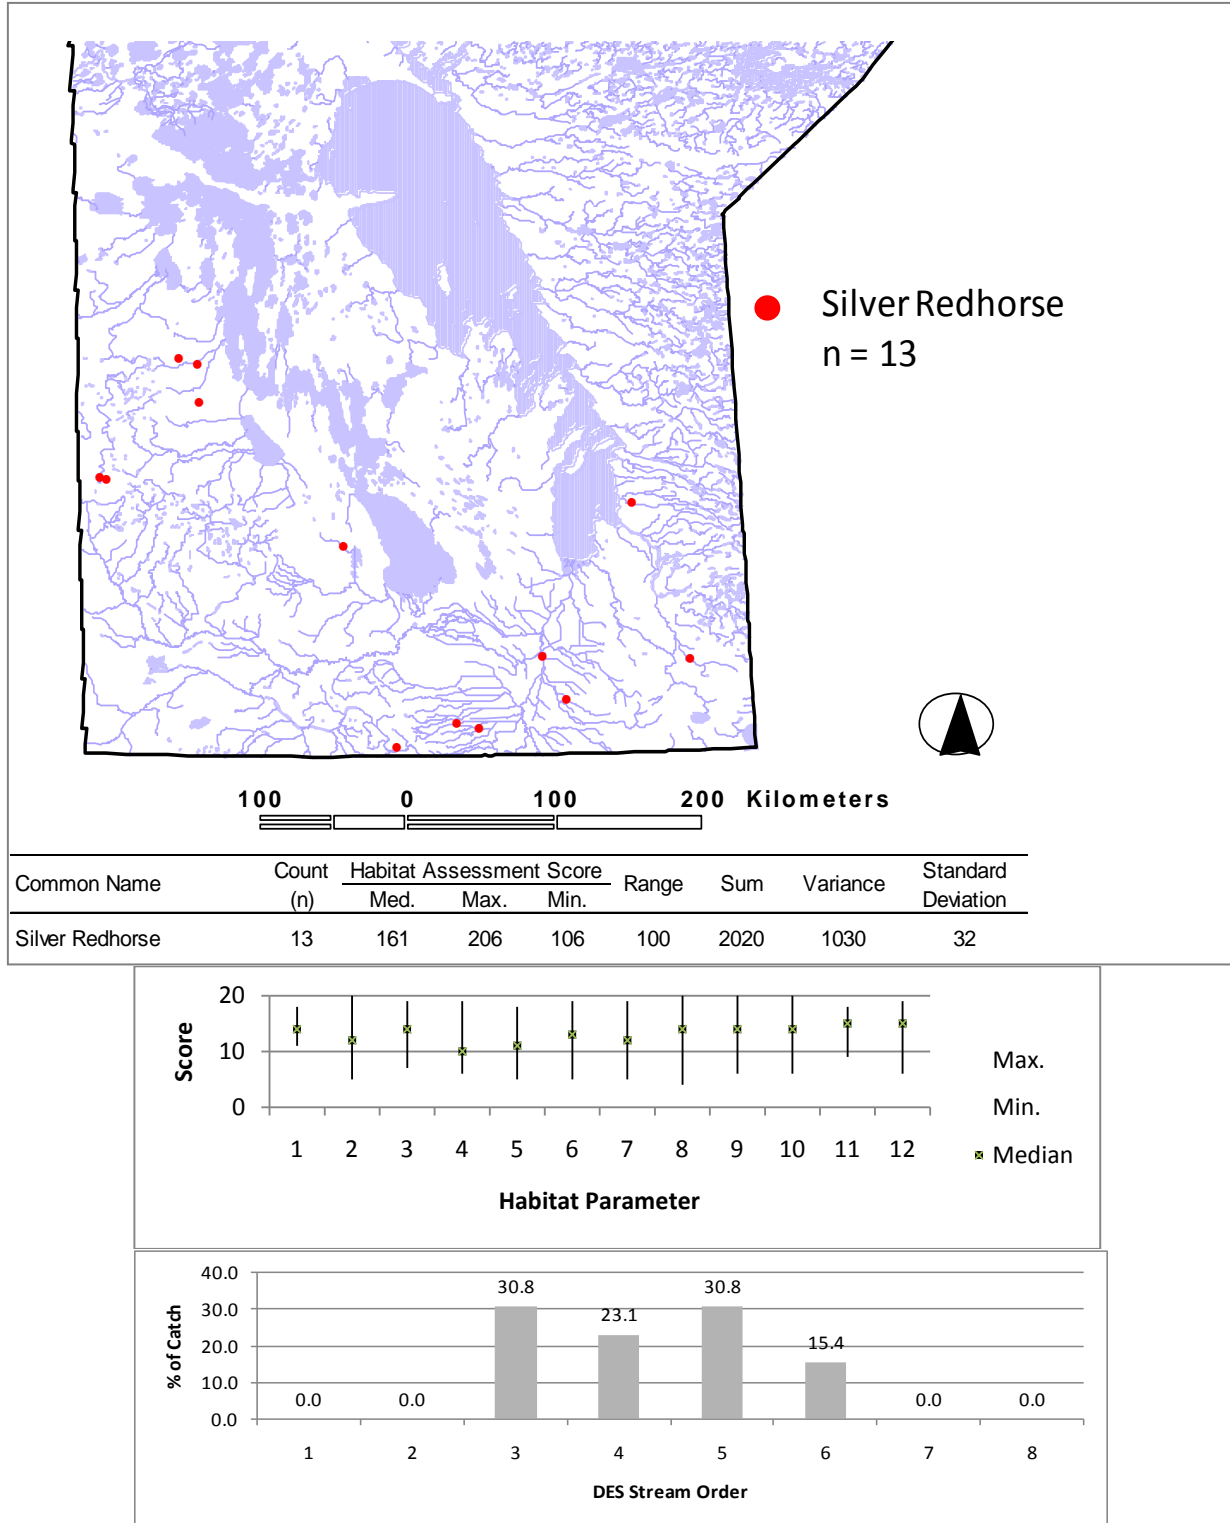 Silver Redhorse
n = 13
100 0 100 200 Kilometers
Common Name Count (n) Habitat Assessment Score Range Sum Variance Standard Deviation
Med. Max. Min.
Silver Redhorse 13 161 206 106 100 2020 1030 32
20
10
0
Score
1 2 3 4 5 6 7 8 9 10 11 12
Habitat Parameter
Max.
Min.
Median
40.0
30.0
20.0
10.0
0.0
% of Catch
0.0 0.0 30.8 23.1 30.8 15.4 0.0 0.0
1 2 3 4 5 6 7 8
DES Stream Order